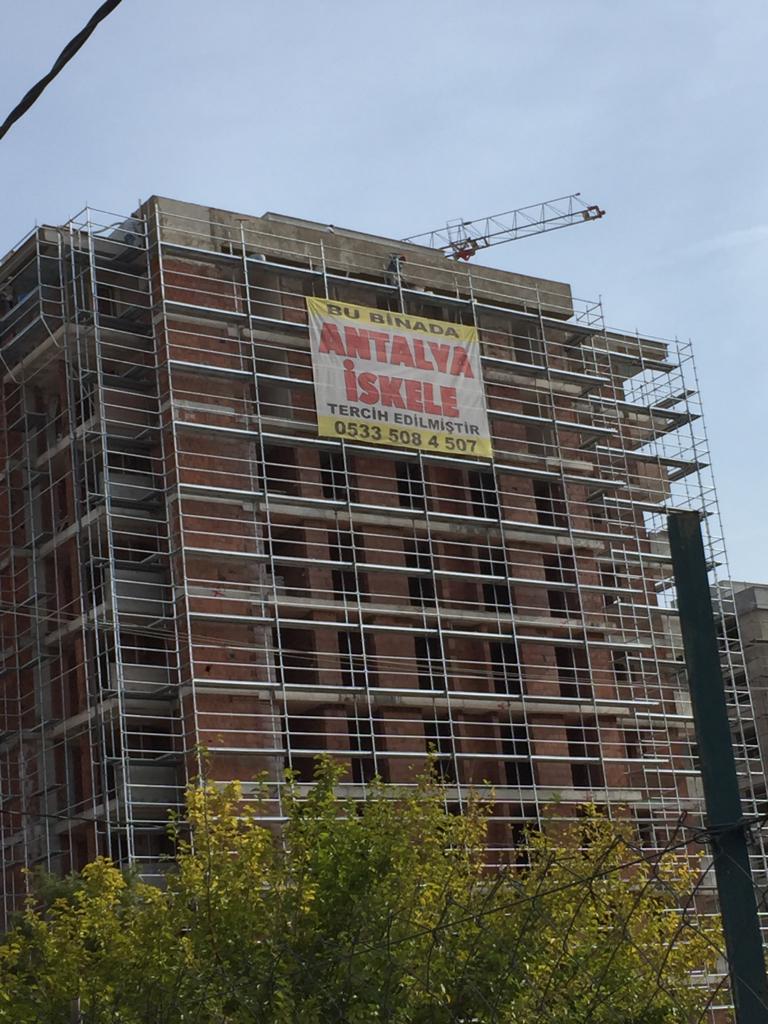 BU BİNADA
ANTALYA
İSKELE
TERCİH EDİLMİŞTİR
0533 508 4 507